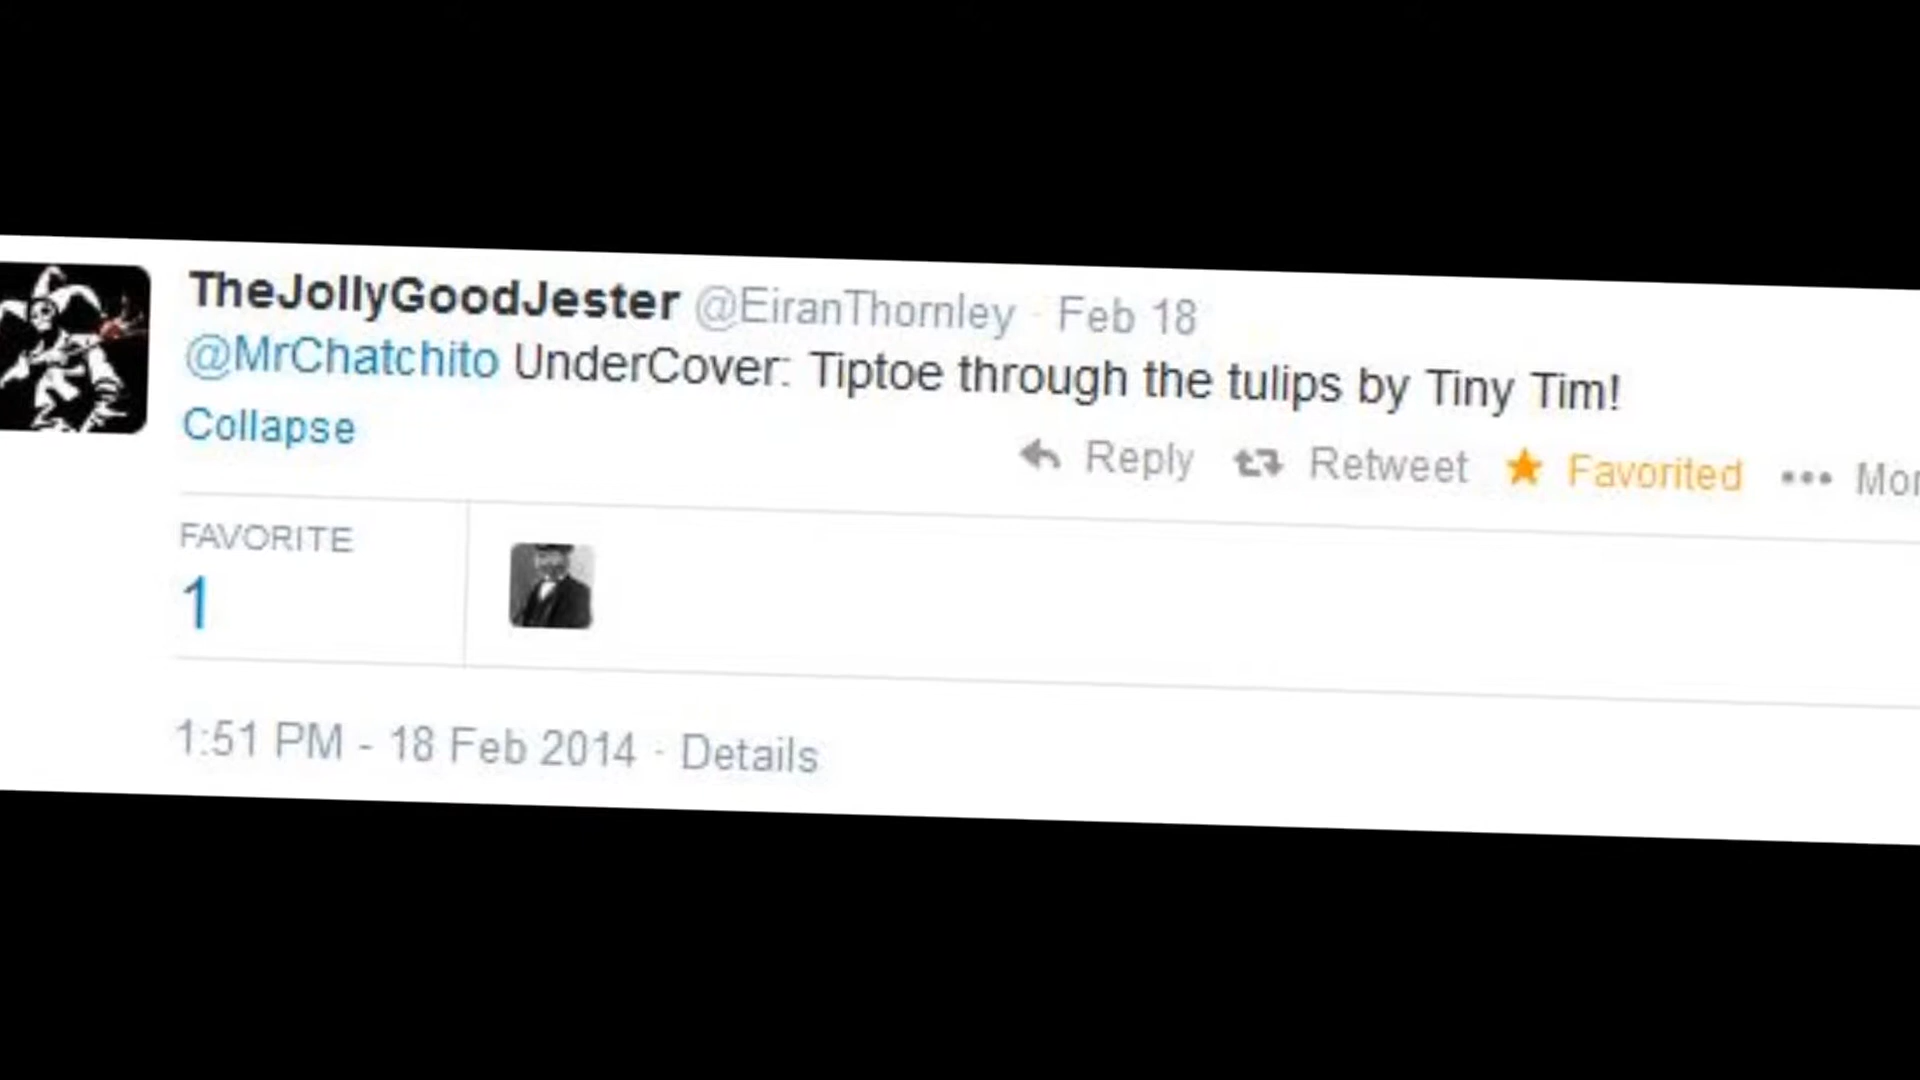 TheJollyGoodJester @EiranThornley · Feb 18
@MrChatchito UnderCover: Tiptoe through the tulips by Tiny Tim!
Collapse
Reply Retweet Favorited ••• Mor
FAVORITE
1
1:51 PM - 18 Feb 2014 · Details